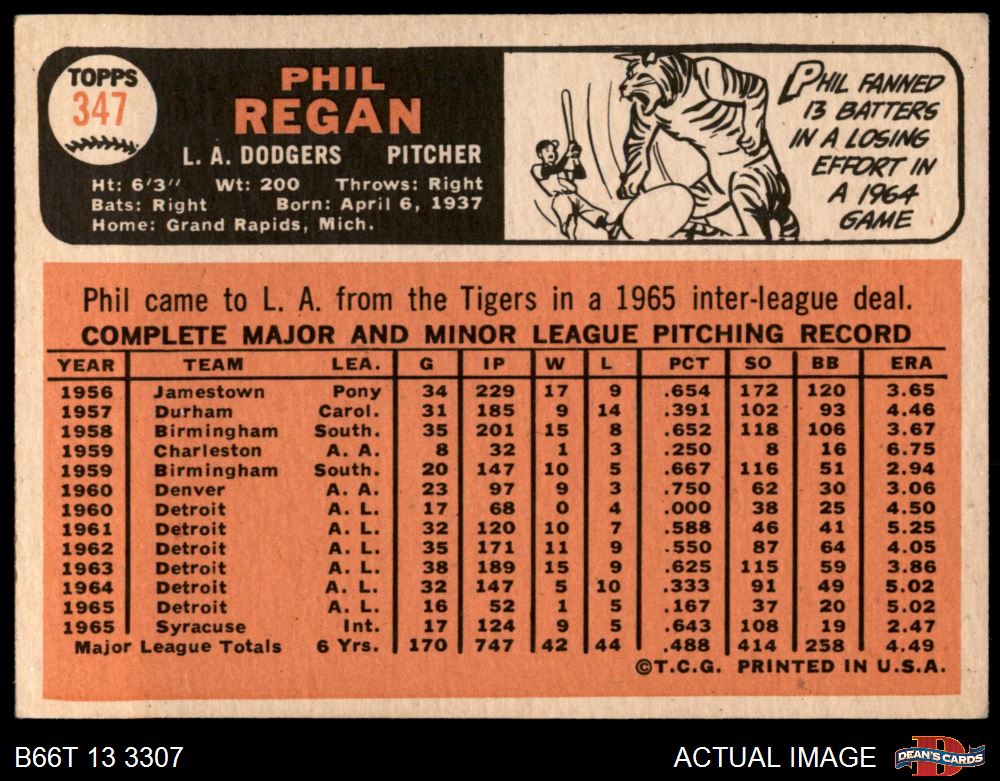 TOPPS
347
PHIL
REGAN
L. A. DODGERS PITCHER
Ht: 6'3" Wt: 200 Throws: Right
Bats: Right Born: April 6, 1937
Home: Grand Rapids, Mich.
PHIL FANNED
13 BATTERS
IN A LOSING
EFFORT IN
A 1964
GAME
Phil came to L. A. from the Tigers in a 1965 inter-league deal.
COMPLETE MAJOR AND MINOR LEAGUE PITCHING RECORD
YEAR TEAM LEA. G IP W L PCT SO BB ERA
1956 Jamestown Pony 34 229 17 9 .654 172 120 3.65
1957 Durham Carol. 31 185 9 14 .391 102 93 4.46
1958 Birmingham South. 35 201 15 8 .652 118 106 3.67
1959 Charleston A. A. 8 32 1 3 .250 8 16 6.75
1959 Birmingham South. 20 147 10 5 .667 116 51 2.94
1960 Denver A. A. 23 97 9 3 .750 62 30 3.06
1960 Detroit A. L. 17 68 0 4 .000 38 25 4.50
1961 Detroit A. L. 32 120 10 7 .588 46 41 5.25
1962 Detroit A. L. 35 171 11 9 .550 87 64 4.05
1963 Detroit A. L. 38 189 15 9 .625 115 59 3.86
1964 Detroit A. L. 32 147 5 10 .333 91 49 5.02
1965 Detroit A. L. 16 52 1 5 .167 37 20 5.02
1965 Syracuse Int. 17 124 9 5 .643 108 19 2.47
Major League Totals 6 Yrs. 170 747 42 44 .488 414 258 4.49
©T.C.G. PRINTED IN U.S.A.
B66T 13 3307
ACTUAL IMAGE
D
DEAN'S CARDS